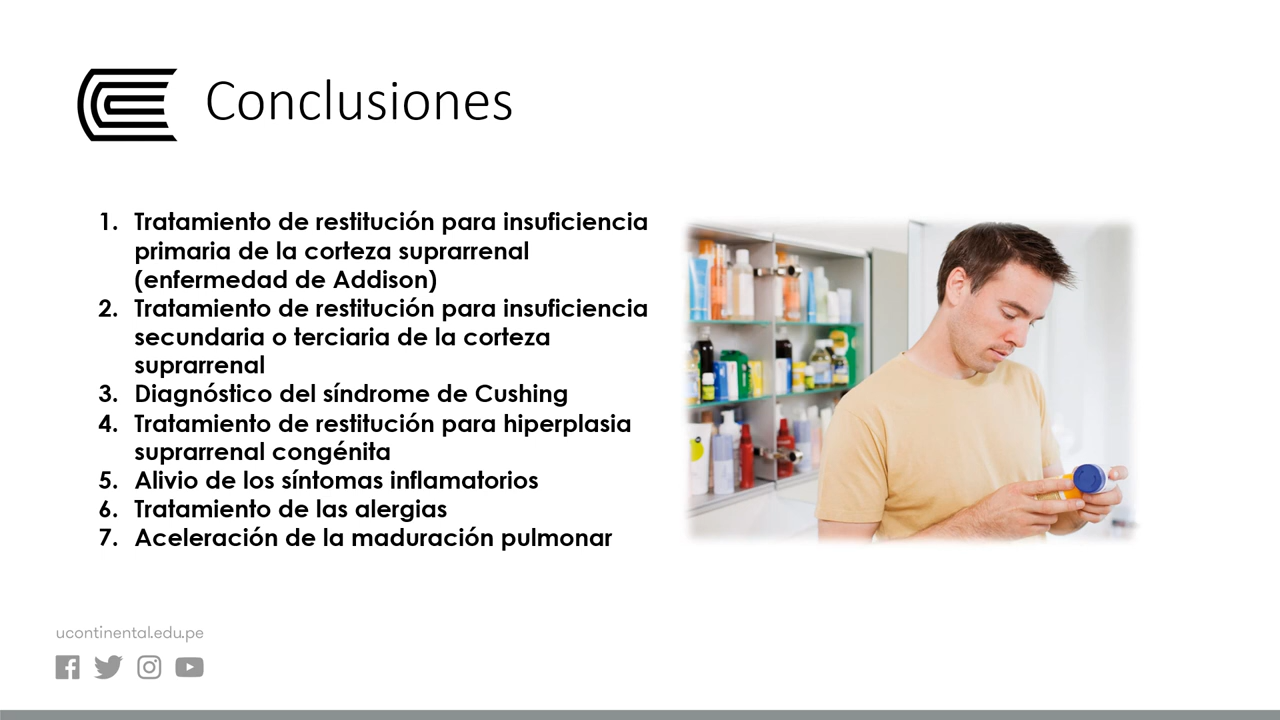 Conclusiones
1. Tratamiento de restitución para insuficiencia
primaria de la corteza suprarrenal
(enfermedad de Addison)
2. Tratamiento de restitución para insuficiencia
secundaria o terciaria de la corteza
suprarrenal
3. Diagnóstico del síndrome de Cushing
4. Tratamiento de restitución para hiperplasia
suprarrenal congénita
5. Alivio de los síntomas inflamatorios
6. Tratamiento de las alergias
7. Aceleración de la maduración pulmonar
ucontinental.edu.pe